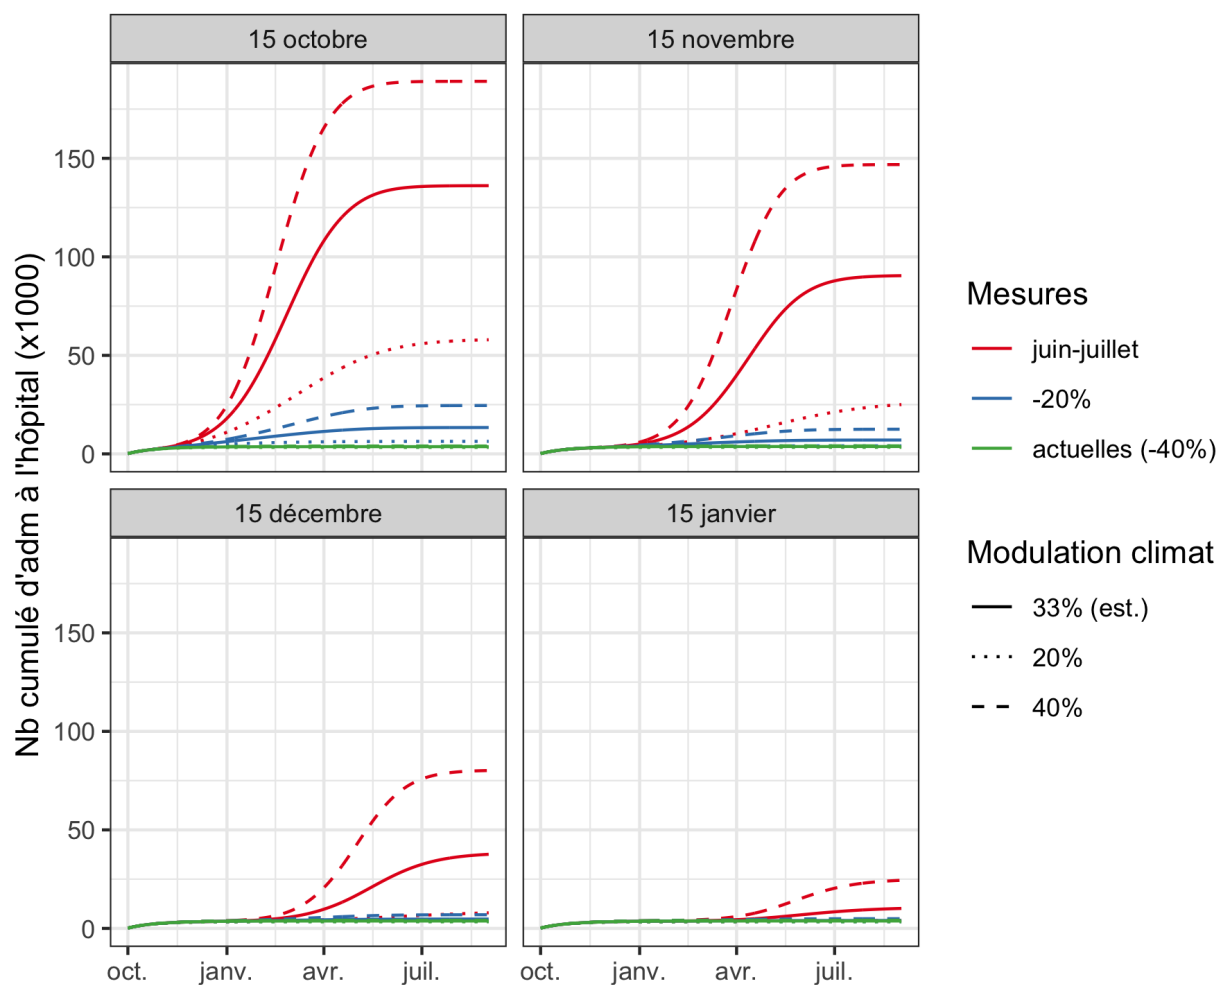 15 octobre
15 novembre
150
100
50
0
15 décembre
15 janvier
150
100
50
0
oct.
janv.
avr.
juil.
oct.
janv.
avr.
juil.
Nb cumulé d'adm à l'hôpital (x1000)
Mesures
juin-juillet
-20%
actuelles (-40%)
Modulation climat
33% (est.)
20%
40%